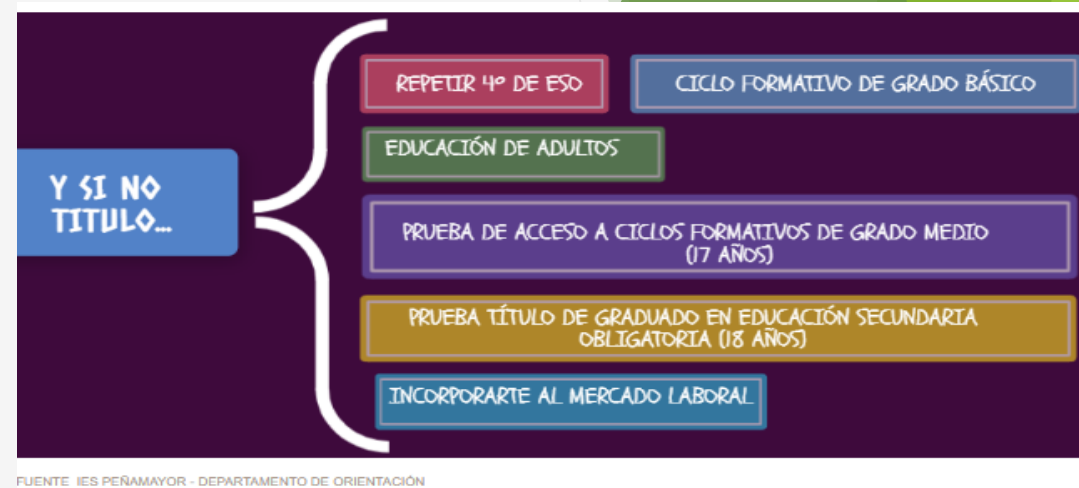 REPETIR 4º DE ESO
CICLO FORMATIVO DE GRADO BÁSICO
EDUCACIÓN DE ADULTOS
Y SI NO
TITULO...
PRUEBA DE ACCESO A CICLOS FORMATIVOS DE GRADO MEDIO
(17 AÑOS)
PRUEBA TÍTULO DE GRADUADO EN EDUCACIÓN SECUNDARIA
OBLIGATORIA (18 AÑOS)
INCORPORARTE AL MERCADO LABORAL
FUENTE IES PEÑAMAYOR - DEPARTAMENTO DE ORIENTACIÓN